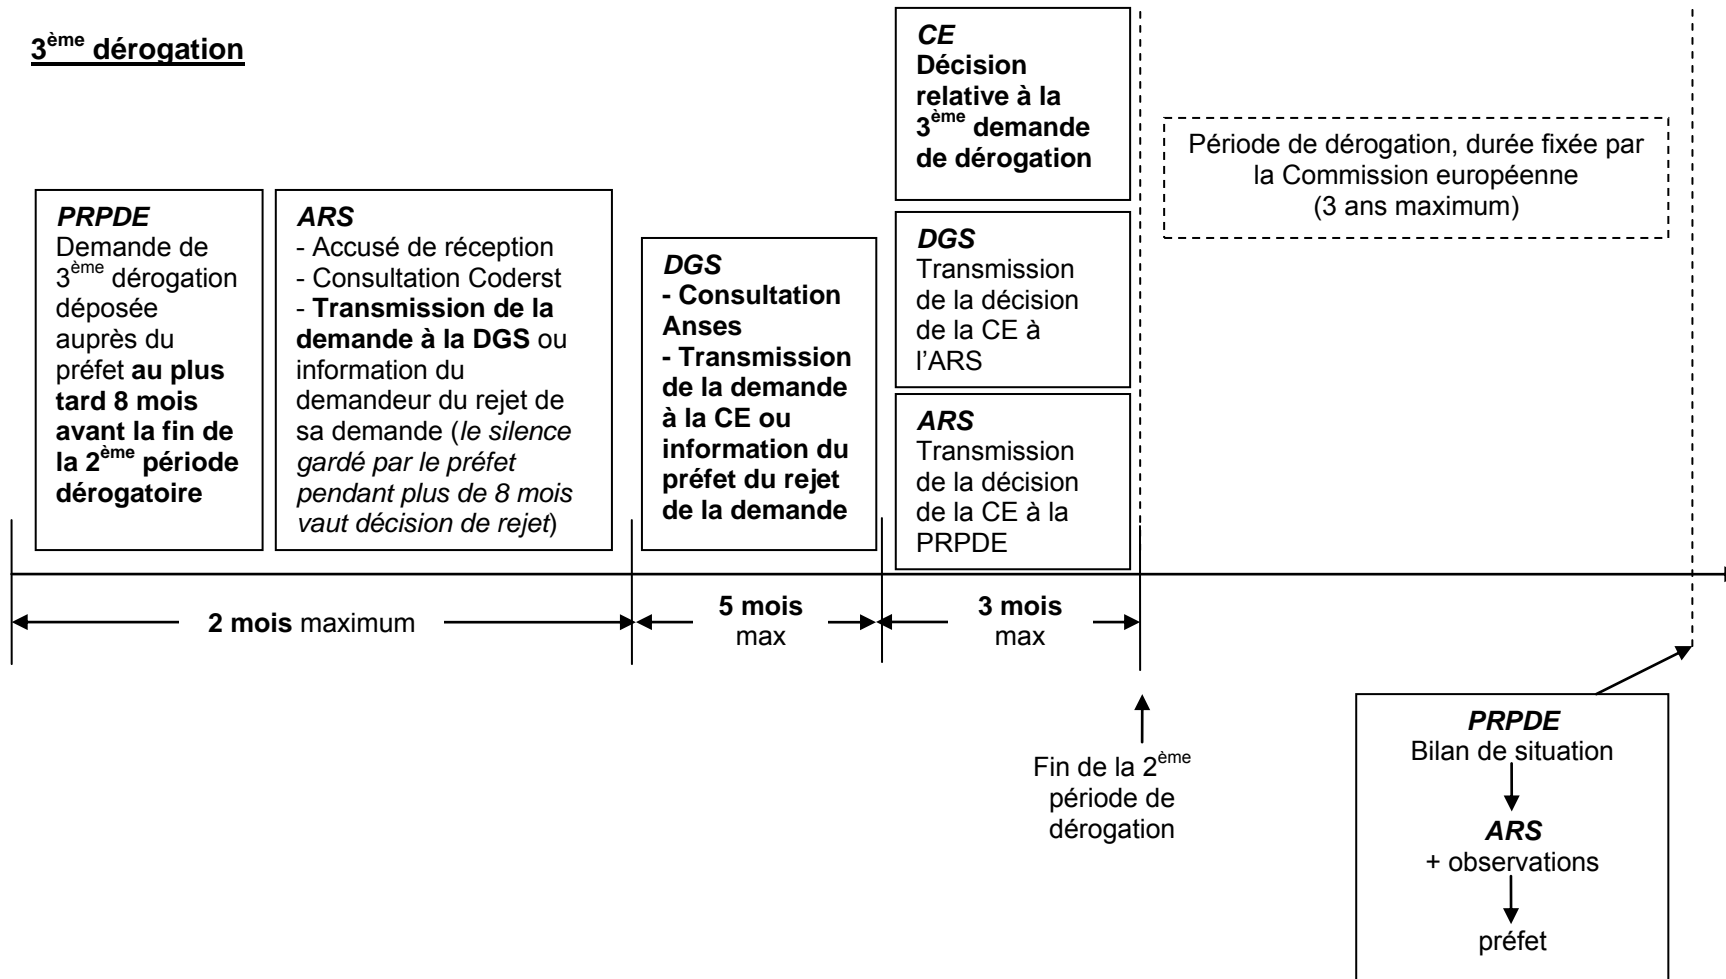 3ème dérogation
PRPDE
Demande de
3ème dérogation
déposée
auprès du
préfet au plus
tard 8 mois
avant la fin de
la 2ème période
dérogatoire
ARS
- Accusé de réception
- Consultation Coderst
- Transmission de la
demande à la DGS ou
information du
demandeur du rejet de
sa demande (le silence
gardé par le préfet
pendant plus de 8 mois
vaut décision de rejet)
DGS
- Consultation
Anses
- Transmission
de la demande
à la CE ou
information du
préfet du rejet
de la demande
CE
Décision
relative à la
3ème demande
de dérogation
DGS
Transmission
de la décision
de la CE à
l’ARS
ARS
Transmission
de la décision
de la CE à la
PRPDE
Période de dérogation, durée fixée par
la Commission européenne
(3 ans maximum)
2 mois maximum
5 mois
max
3 mois
max
Fin de la 2ème
période de
dérogation
PRPDE
Bilan de situation
ARS
+ observations
préfet